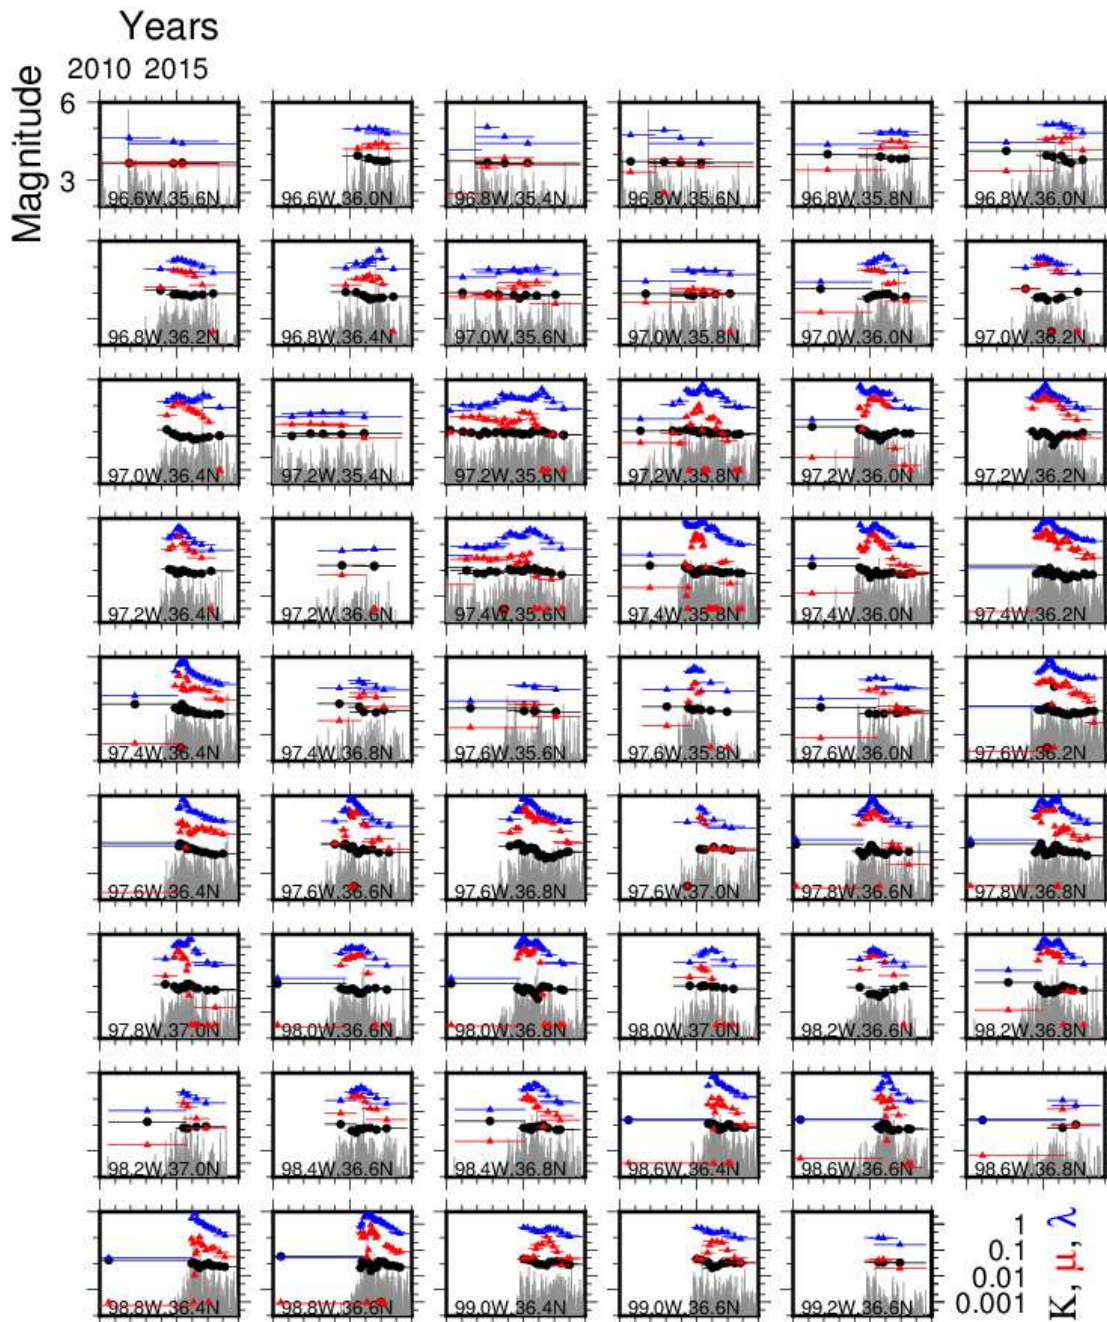 Years
2010 2015
Magnitude
6
3
96.6W,35.6N 96.6W,36.0N 96.8W,35.4N 96.8W,35.6N 96.8W,35.8N 96.8W,36.0N
96.8W,36.2N 96.8W,36.4N 97.0W,35.6N 97.0W,35.8N 97.0W,36.0N 97.0W,36.2N
97.0W,36.4N 97.2W,35.4N 97.2W,35.6N 97.2W,35.8N 97.2W,36.0N 97.2W,36.2N
97.2W,36.4N 97.2W,36.6N 97.4W,35.6N 97.4W,35.8N 97.4W,36.0N 97.4W,36.2N
97.4W,36.4N 97.4W,36.8N 97.6W,35.6N 97.6W,35.8N 97.6W,36.0N 97.6W,36.2N
97.6W,36.4N 97.6W,36.6N 97.6W,36.8N 97.6W,37.0N 97.8W,36.6N 97.8W,36.8N
97.8W,37.0N 98.0W,36.6N 98.0W,36.8N 98.0W,37.0N 98.2W,36.6N 98.2W,36.8N
98.2W,37.0N 98.4W,36.6N 98.4W,36.8N 98.6W,36.4N 98.6W,36.6N 98.6W,36.8N
98.8W,36.4N 98.8W,36.6N 99.0W,36.4N 99.0W,36.6N 99.2W,36.6N
1
0.1
0.01
0.001
K, μ, λ